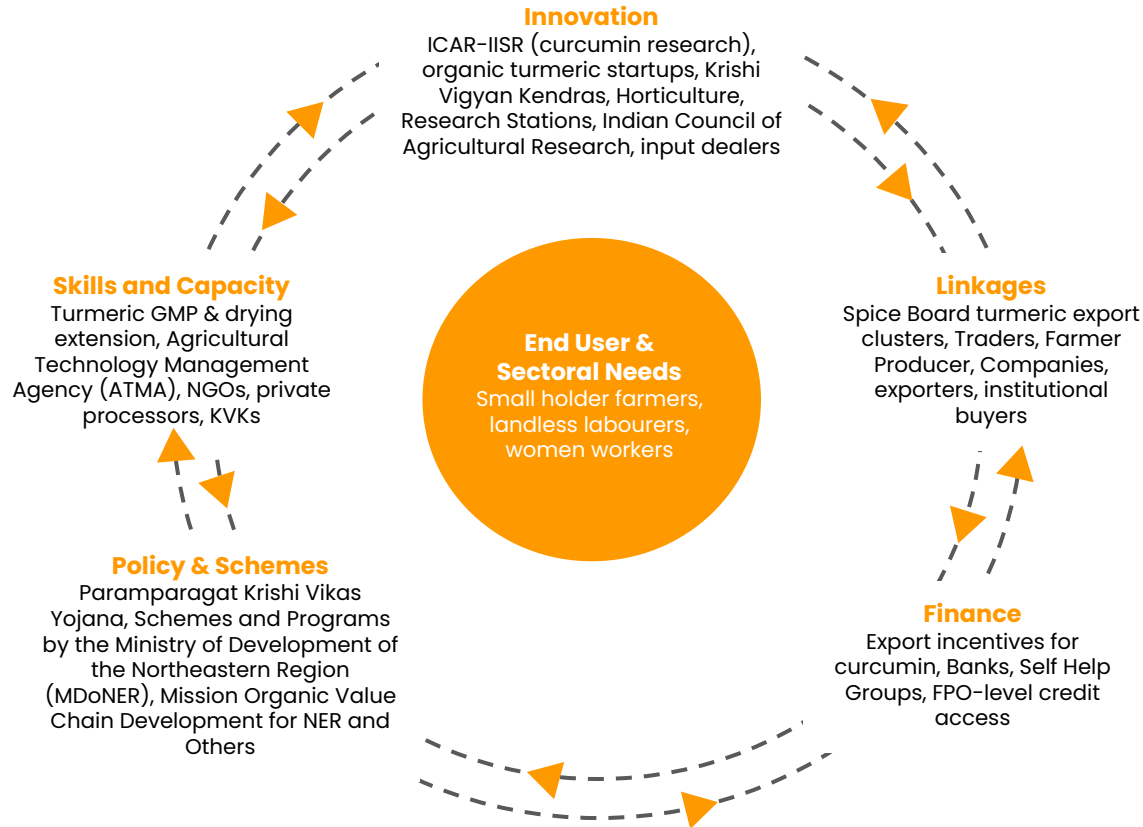 Innovation
ICAR-IISR (curcumin research),
organic turmeric startups, Krishi
Vigyan Kendras, Horticulture,
Research Stations, Indian Council of
Agricultural Research, input dealers
Skills and Capacity
Turmeric GMP & drying
extension, Agricultural
Technology Management
Agency (ATMA), NGOs, private
processors, KVKs
End User &
Sectoral Needs
Small holder farmers,
landless labourers,
women workers
Linkages
Spice Board turmeric export
clusters, Traders, Farmer
Producer, Companies,
exporters, institutional
buyers
Policy & Schemes
Paramparagat Krishi Vikas
Yojana, Schemes and Programs
by the Ministry of Development of
the Northeastern Region
(MDoNER), Mission Organic Value
Chain Development for NER and
Others
Finance
Export incentives for
curcumin, Banks, Self Help
Groups, FPO-level credit
access